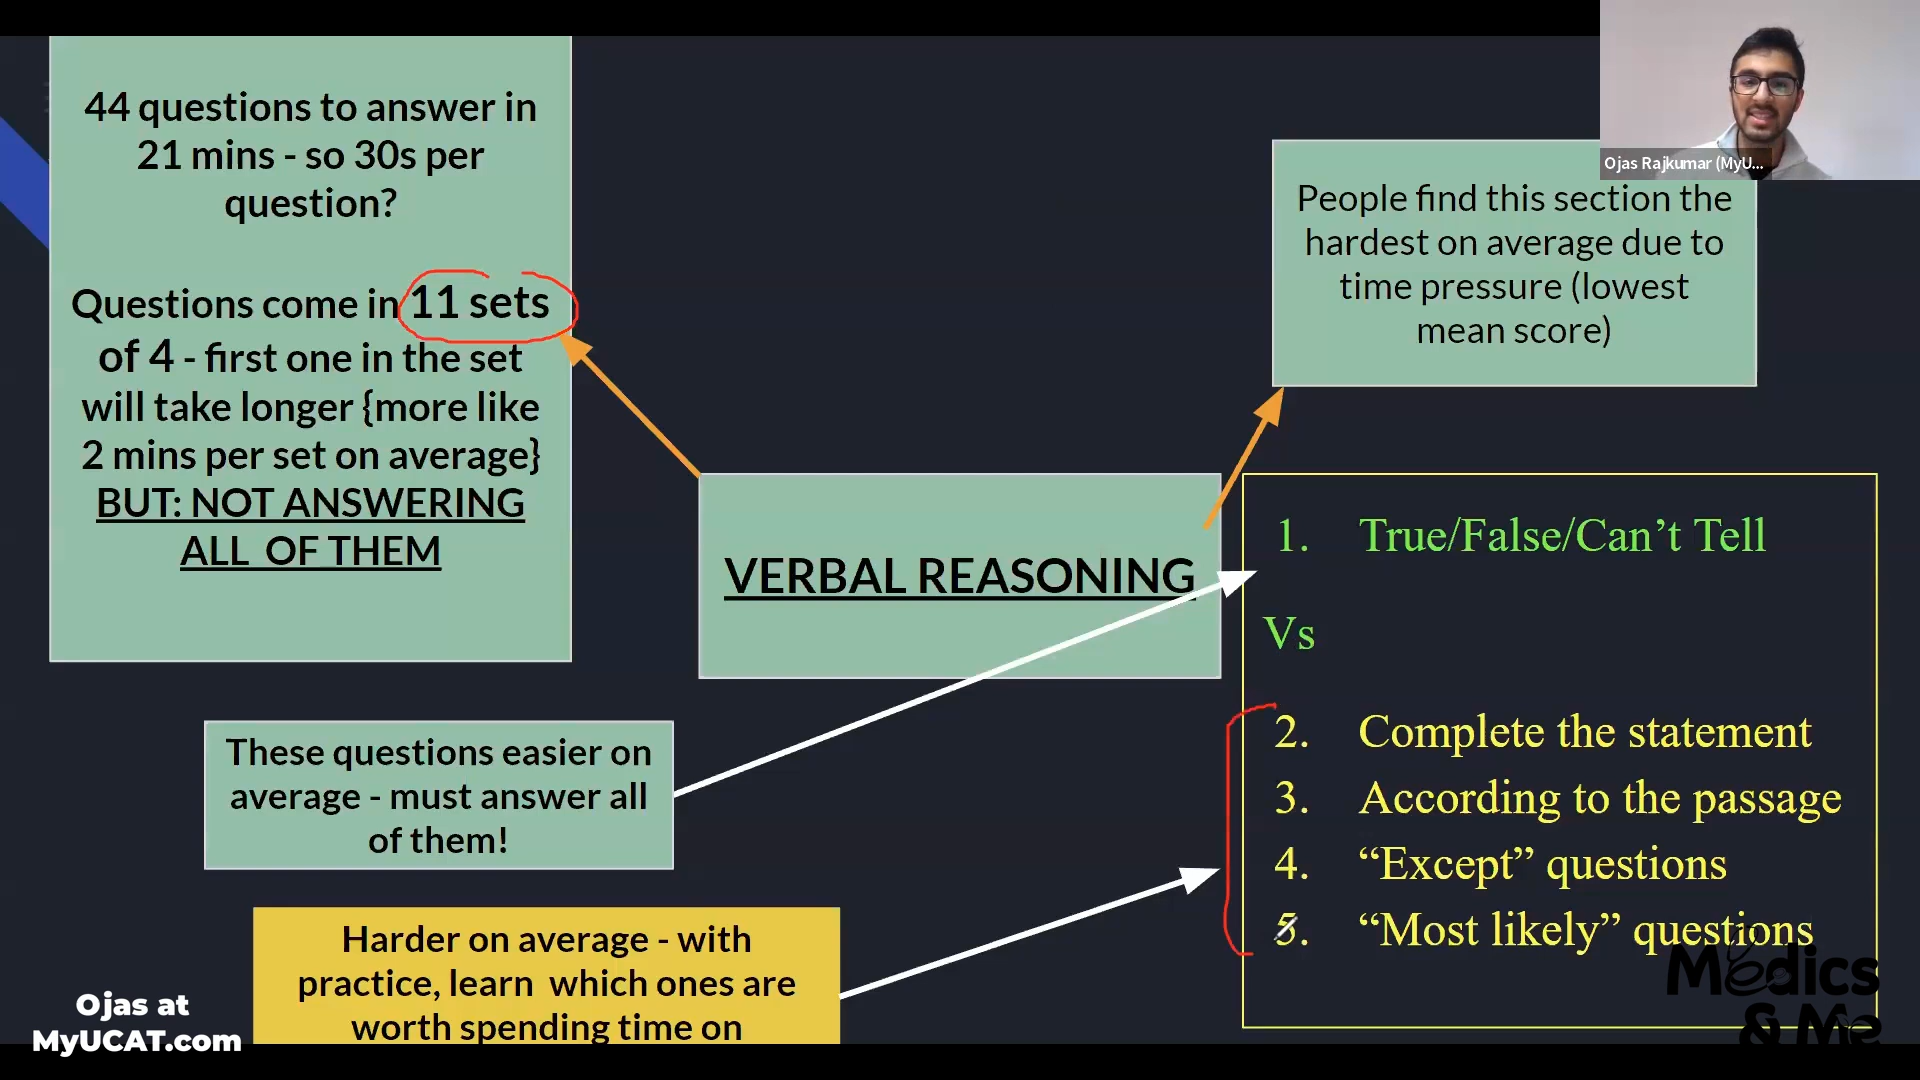 44 questions to answer in
21 mins - so 30s per
question?
Questions come in 11 sets
of 4 - first one in the set
will take longer {more like
2 mins per set on average}
BUT: NOT ANSWERING
ALL OF THEM
Ojas Rajkumar (MyU...
People find this section the
hardest on average due to
time pressure (lowest
mean score)
VERBAL REASONING
1. True/False/Can't Tell
Vs
2. Complete the statement
3. According to the passage
4. “Except” questions
5. “Most likely” questions
These questions easier on
average - must answer all
of them!
Harder on average - with
practice, learn which ones are
worth spending time on
Ojas at
MyUCAT.com
Medics
& Me